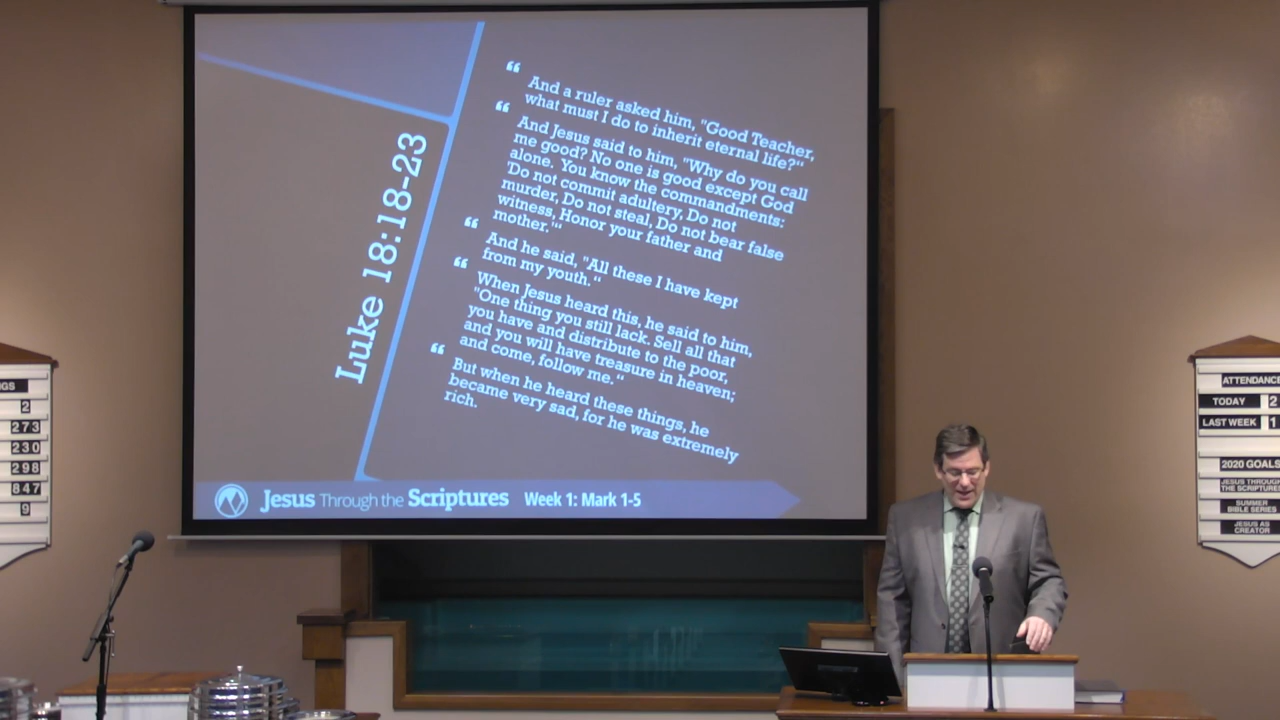 Luke 18:18-23
“ And a ruler asked him, "Good Teacher,
what must I do to inherit eternal life?"
“ And Jesus said to him, "Why do you call
me good? No one is good except God
alone. You know the commandments:
'Do not commit adultery, Do not
murder, Do not steal, Do not bear false
witness, Honor your father and
mother.'"
“ And he said, "All these I have kept
from my youth."
“ When Jesus heard this, he said to him,
"One thing you still lack. Sell all that
you have and distribute to the poor,
and you will have treasure in heaven;
and come, follow me."
“ But when he heard these things, he
became very sad, for he was extremely
rich.
Jesus Through the Scriptures Week 1: Mark 1-5
2
273
230
298
847
9
ATTENDANC
TODAY 2
LAST WEEK 1
2020 GOALS
JESUS THROUGH
THE SCRIPTURES
SUMMER
BIBLE SERIES
JESUS AS
CREATOR